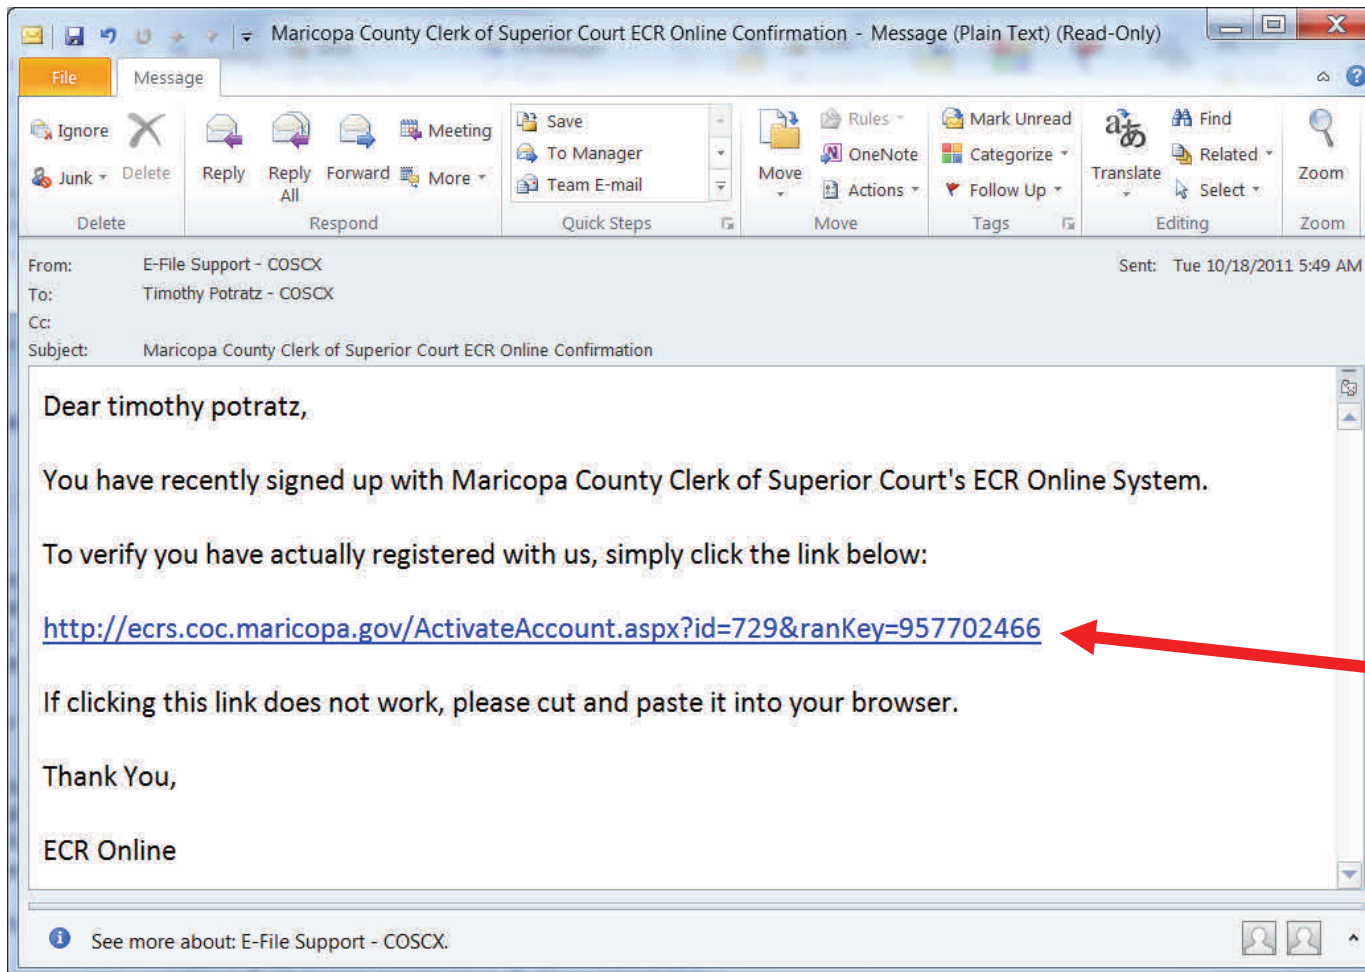 Maricopa County Clerk of Superior Court ECR Online Confirmation - Message (Plain Text) (Read-Only)
File Message
Ignore
Junk
Delete
Delete
Reply
Reply All
Forward
Meeting
More
Respond
Save
To Manager
Team E-mail
Quick Steps
Move
Rules
OneNote
Actions
Move
Mark Unread
Categorize
Follow Up
Tags
Translate
Find
Related
Select
Editing
Zoom
Zoom
From: E-File Support - COSCX Sent: Tue 10/18/2011 5:49 AM
To: Timothy Potratz - COSCX
Cc:
Subject: Maricopa County Clerk of Superior Court ECR Online Confirmation
Dear timothy potratz,
You have recently signed up with Maricopa County Clerk of Superior Court's ECR Online System.
To verify you have actually registered with us, simply click the link below:
http://ecrs.coc.maricopa.gov/ActivateAccount.aspx?id=729&ranKey=957702466
If clicking this link does not work, please cut and paste it into your browser.
Thank You,
ECR Online
See more about: E-File Support - COSCX.